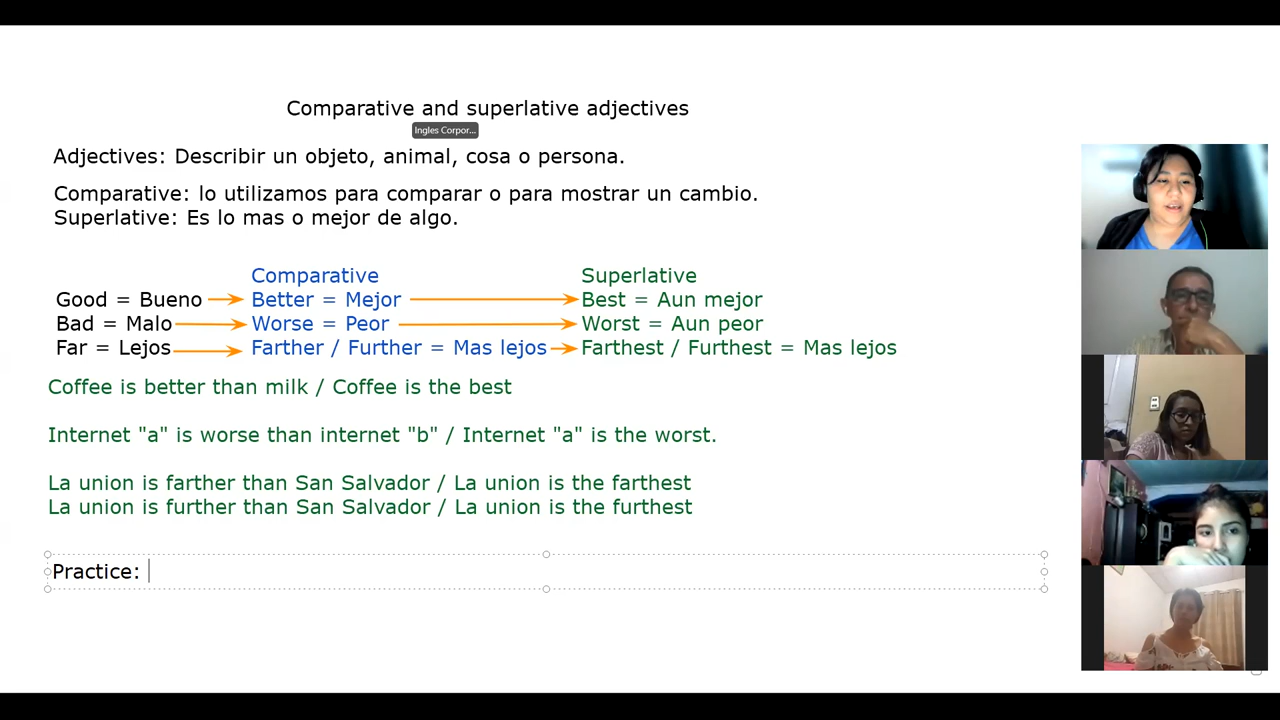 Comparative and superlative adjectives
Ingles Corpor...
Adjectives: Describir un objeto, animal, cosa o persona.
Comparative: lo utilizamos para comparar o para mostrar un cambio.
Superlative: Es lo mas o mejor de algo.
Comparative Superlative
Good = Bueno Better = Mejor Best = Aun mejor
Bad = Malo Worse = Peor Worst = Aun peor
Far = Lejos Farther / Further = Mas lejos Farthest / Furthest = Mas lejos
Coffee is better than milk / Coffee is the best
Internet "a" is worse than internet "b" / Internet "a" is the worst.
La union is farther than San Salvador / La union is the farthest
La union is further than San Salvador / La union is the furthest
Practice: